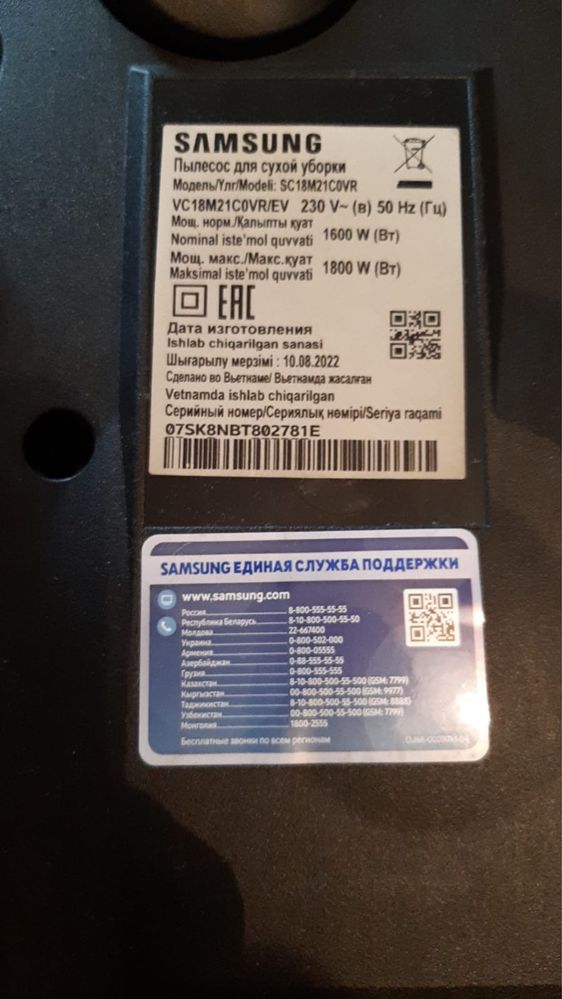 SAMSUNG
Пылесос для сухой уборки
Модель/Үлгі/Modeli: SC18M21C0VR
VC18M21C0VR/EV 230 V~ (в) 50 Hz (Гц)
Мощ. норм./Қалыпты қуат
Nominal iste'mol quvvati 1600 W (Вт)
Мощ. макс./Макс.қуат
Maksimal iste'mol quvvati 1800 W (Вт)
EAC
Дата изготовления
Ishlab chiqarilgan sanasi
Шығарылу мерзімі : 10.08.2022
Сделано во Вьетнаме/ Вьетнамда жасалған
Vetnamda ishlab chiqarilgan
Серийный номер/Сериялық нөмірі/Seriya raqami
07SK8NBT802781E
SAMSUNG ЕДИНАЯ СЛУЖБА ПОДДЕРЖКИ
www.samsung.com
Россия 8-800-555-55-55
Республика Беларусь 8-10-800-500-55-500
Молдова 22-667400
Украина 0-800-502-000
Армения 0-800-05555
Азербайджан 0-88-555-55-55
Грузия 0-800-555-555
Казахстан 8-10-800-500-55-500 (GSM: 7799)
Кыргызстан 00-800-500-55-500 (GSM: 9977)
Таджикистан 8-10-800-500-55-500 (GSM: 8888)
Узбекистан 00-800-500-55-500 (GSM: 7799)
Монголия 1800-2555
Бесплатные звонки по всем регионам